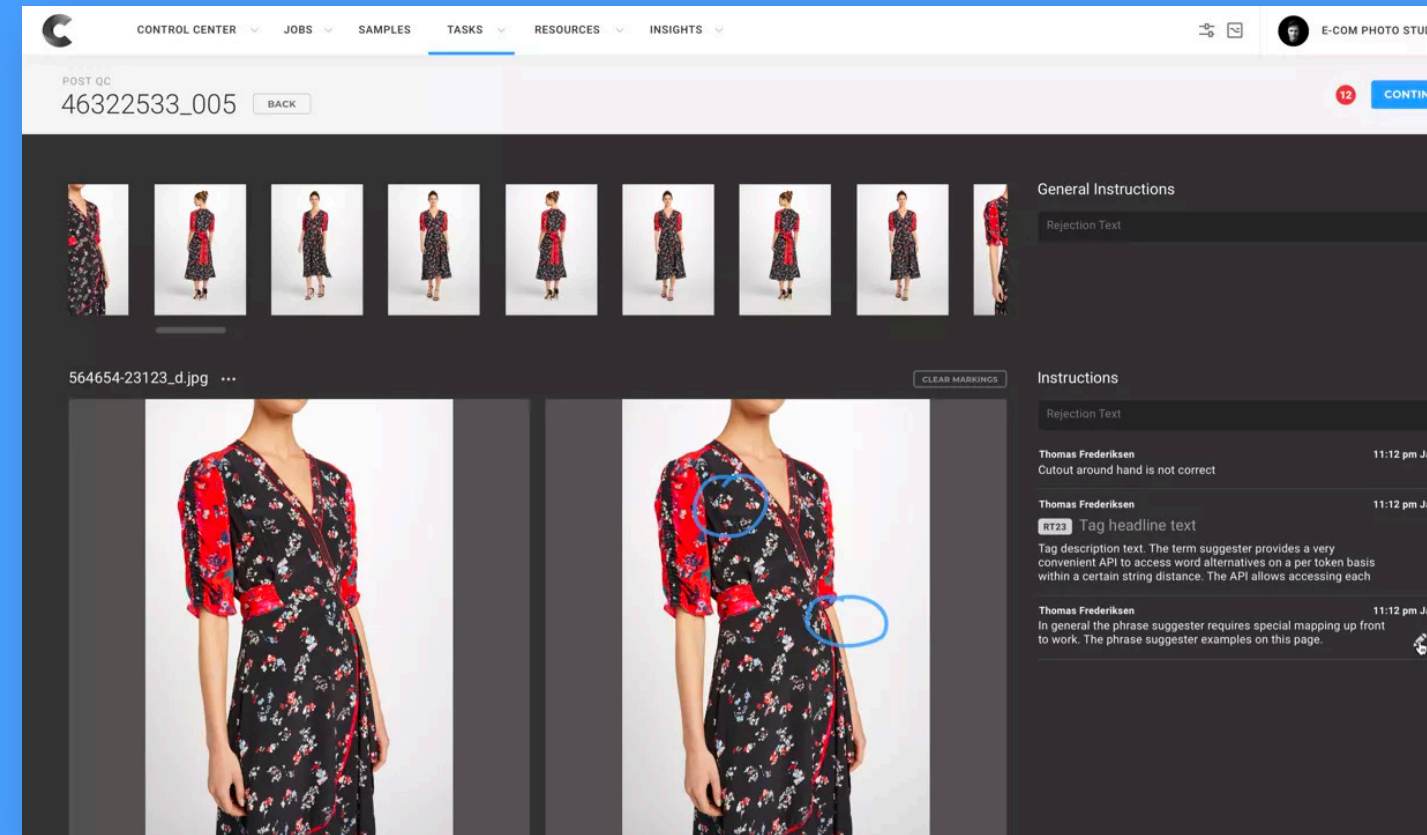 CONTROL CENTER JOBS SAMPLES TASKS RESOURCES INSIGHTS E-COM PHOTO STU
POST QC
46322533_005 BACK
12 CONTIN
General Instructions
Rejection Text
564654-23123_d.jpg ...
CLEAR MARKINGS
Instructions
Rejection Text
Thomas Frederiksen 11:12 pm J
Cutout around hand is not correct
Thomas Frederiksen 11:12 pm J
RT23 Tag headline text
Tag description text. The term suggester provides a very
convenient API to access word alternatives on a per token basis
within a certain string distance. The API allows accessing each
Thomas Frederiksen 11:12 pm J
In general the phrase suggester requires special mapping up front
to work. The phrase suggester examples on this page.